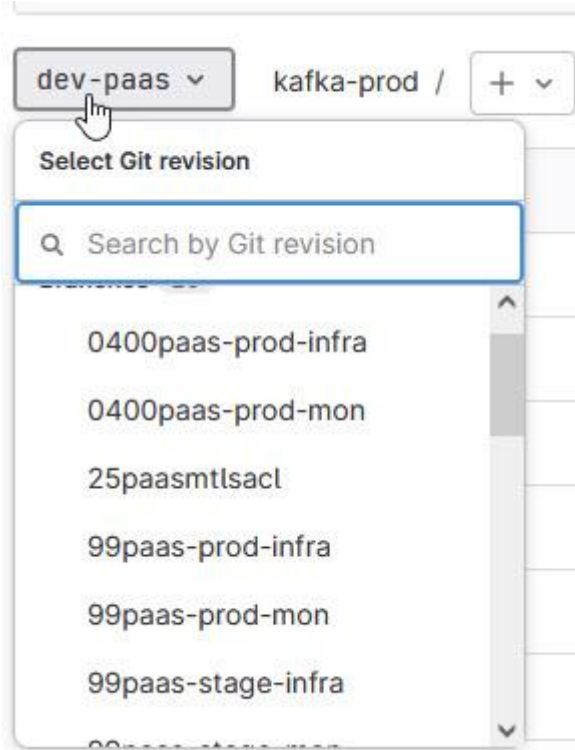 dev-paas kafka-prod / +
Select Git revision
Search by Git revision
0400paas-prod-infra
0400paas-prod-mon
25paasmtlsacl
99paas-prod-infra
99paas-prod-mon
99paas-stage-infra